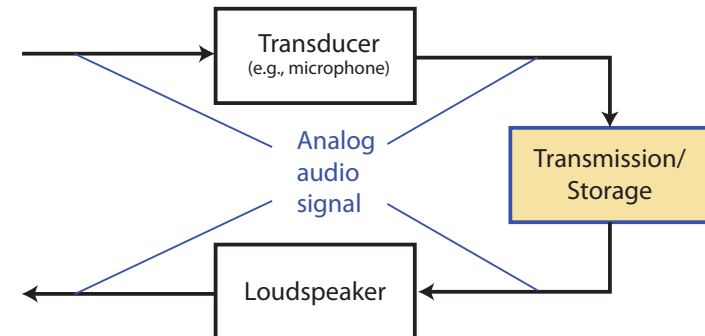 Transducer
(e.g., microphone)
Analog
audio
signal
Transmission/
Storage
Loudspeaker